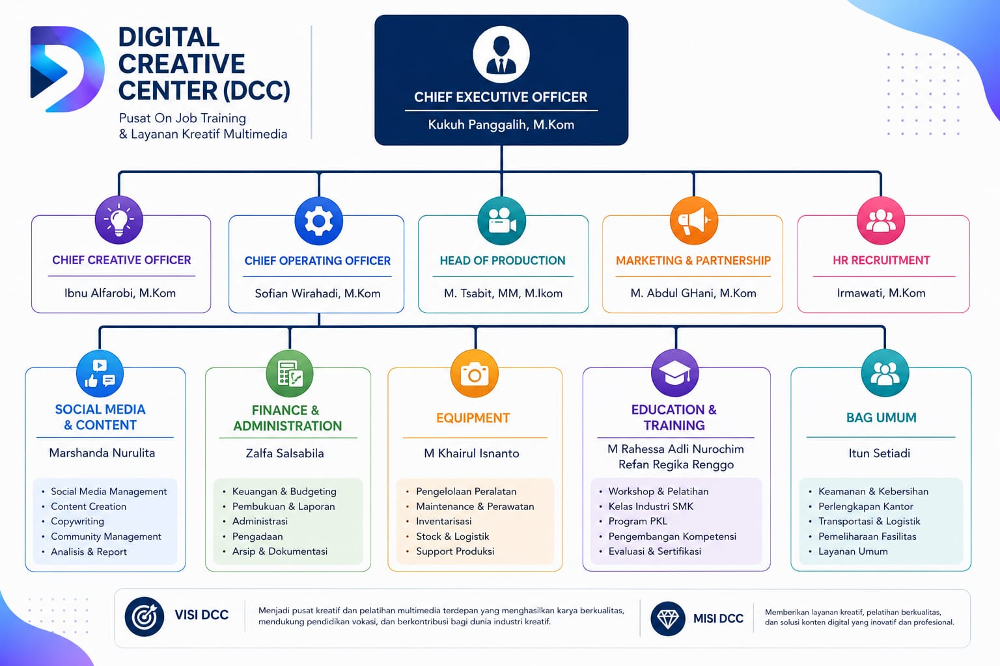 DIGITAL
CREATIVE
CENTER (DCC)
Pusat On Job Training
& Layanan Kreatif Multimedia
CHIEF EXECUTIVE OFFICER
Kukuh Panggalih, M.Kom
CHIEF CREATIVE OFFICER
Ibnu Alfarobi, M.Kom
CHIEF OPERATING OFFICER
Sofian Wirahadi, M.Kom
HEAD OF PRODUCTION
M. Tsabit, MM, M.Ikom
MARKETING & PARTNERSHIP
M. Abdul GHani, M.Kom
HR RECRUITMENT
Irmawati, M.Kom
SOCIAL MEDIA
& CONTENT
Marshanda Nurulita
• Social Media Management
• Content Creation
• Copywriting
• Community Management
• Analisis & Report
FINANCE &
ADMINISTRATION
Zalfa Salsabila
• Keuangan & Budgeting
• Pembukuan & Laporan
• Administrasi
• Pengadaan
• Arsip & Dokumentasi
EQUIPMENT
M Khairul Isnanto
• Pengelolaan Peralatan
• Maintenance & Perawatan
• Inventarisasi
• Stock & Logistik
• Support Produksi
EDUCATION &
TRAINING
M Rahessa Adli Nurochim
Refan Regika Renggo
• Workshop & Pelatihan
• Kelas Industri SMK
• Program PKL
• Pengembangan Kompetensi
• Evaluasi & Sertifikasi
BAG UMUM
Itun Setiadi
• Keamanan & Kebersihan
• Perlengkapan Kantor
• Transportasi & Logistik
• Pemeliharaan Fasilitas
• Layanan Umum
VISI DCC
Menjadi pusat kreatif dan pelatihan multimedia terdepan yang menghasilkan karya berkualitas,
mendukung pendidikan vokasi, dan berkontribusi bagi dunia industri kreatif.
MISI DCC
Memberikan layanan kreatif, pelatihan berkualitas,
dan solusi konten digital yang inovatif dan profesional.